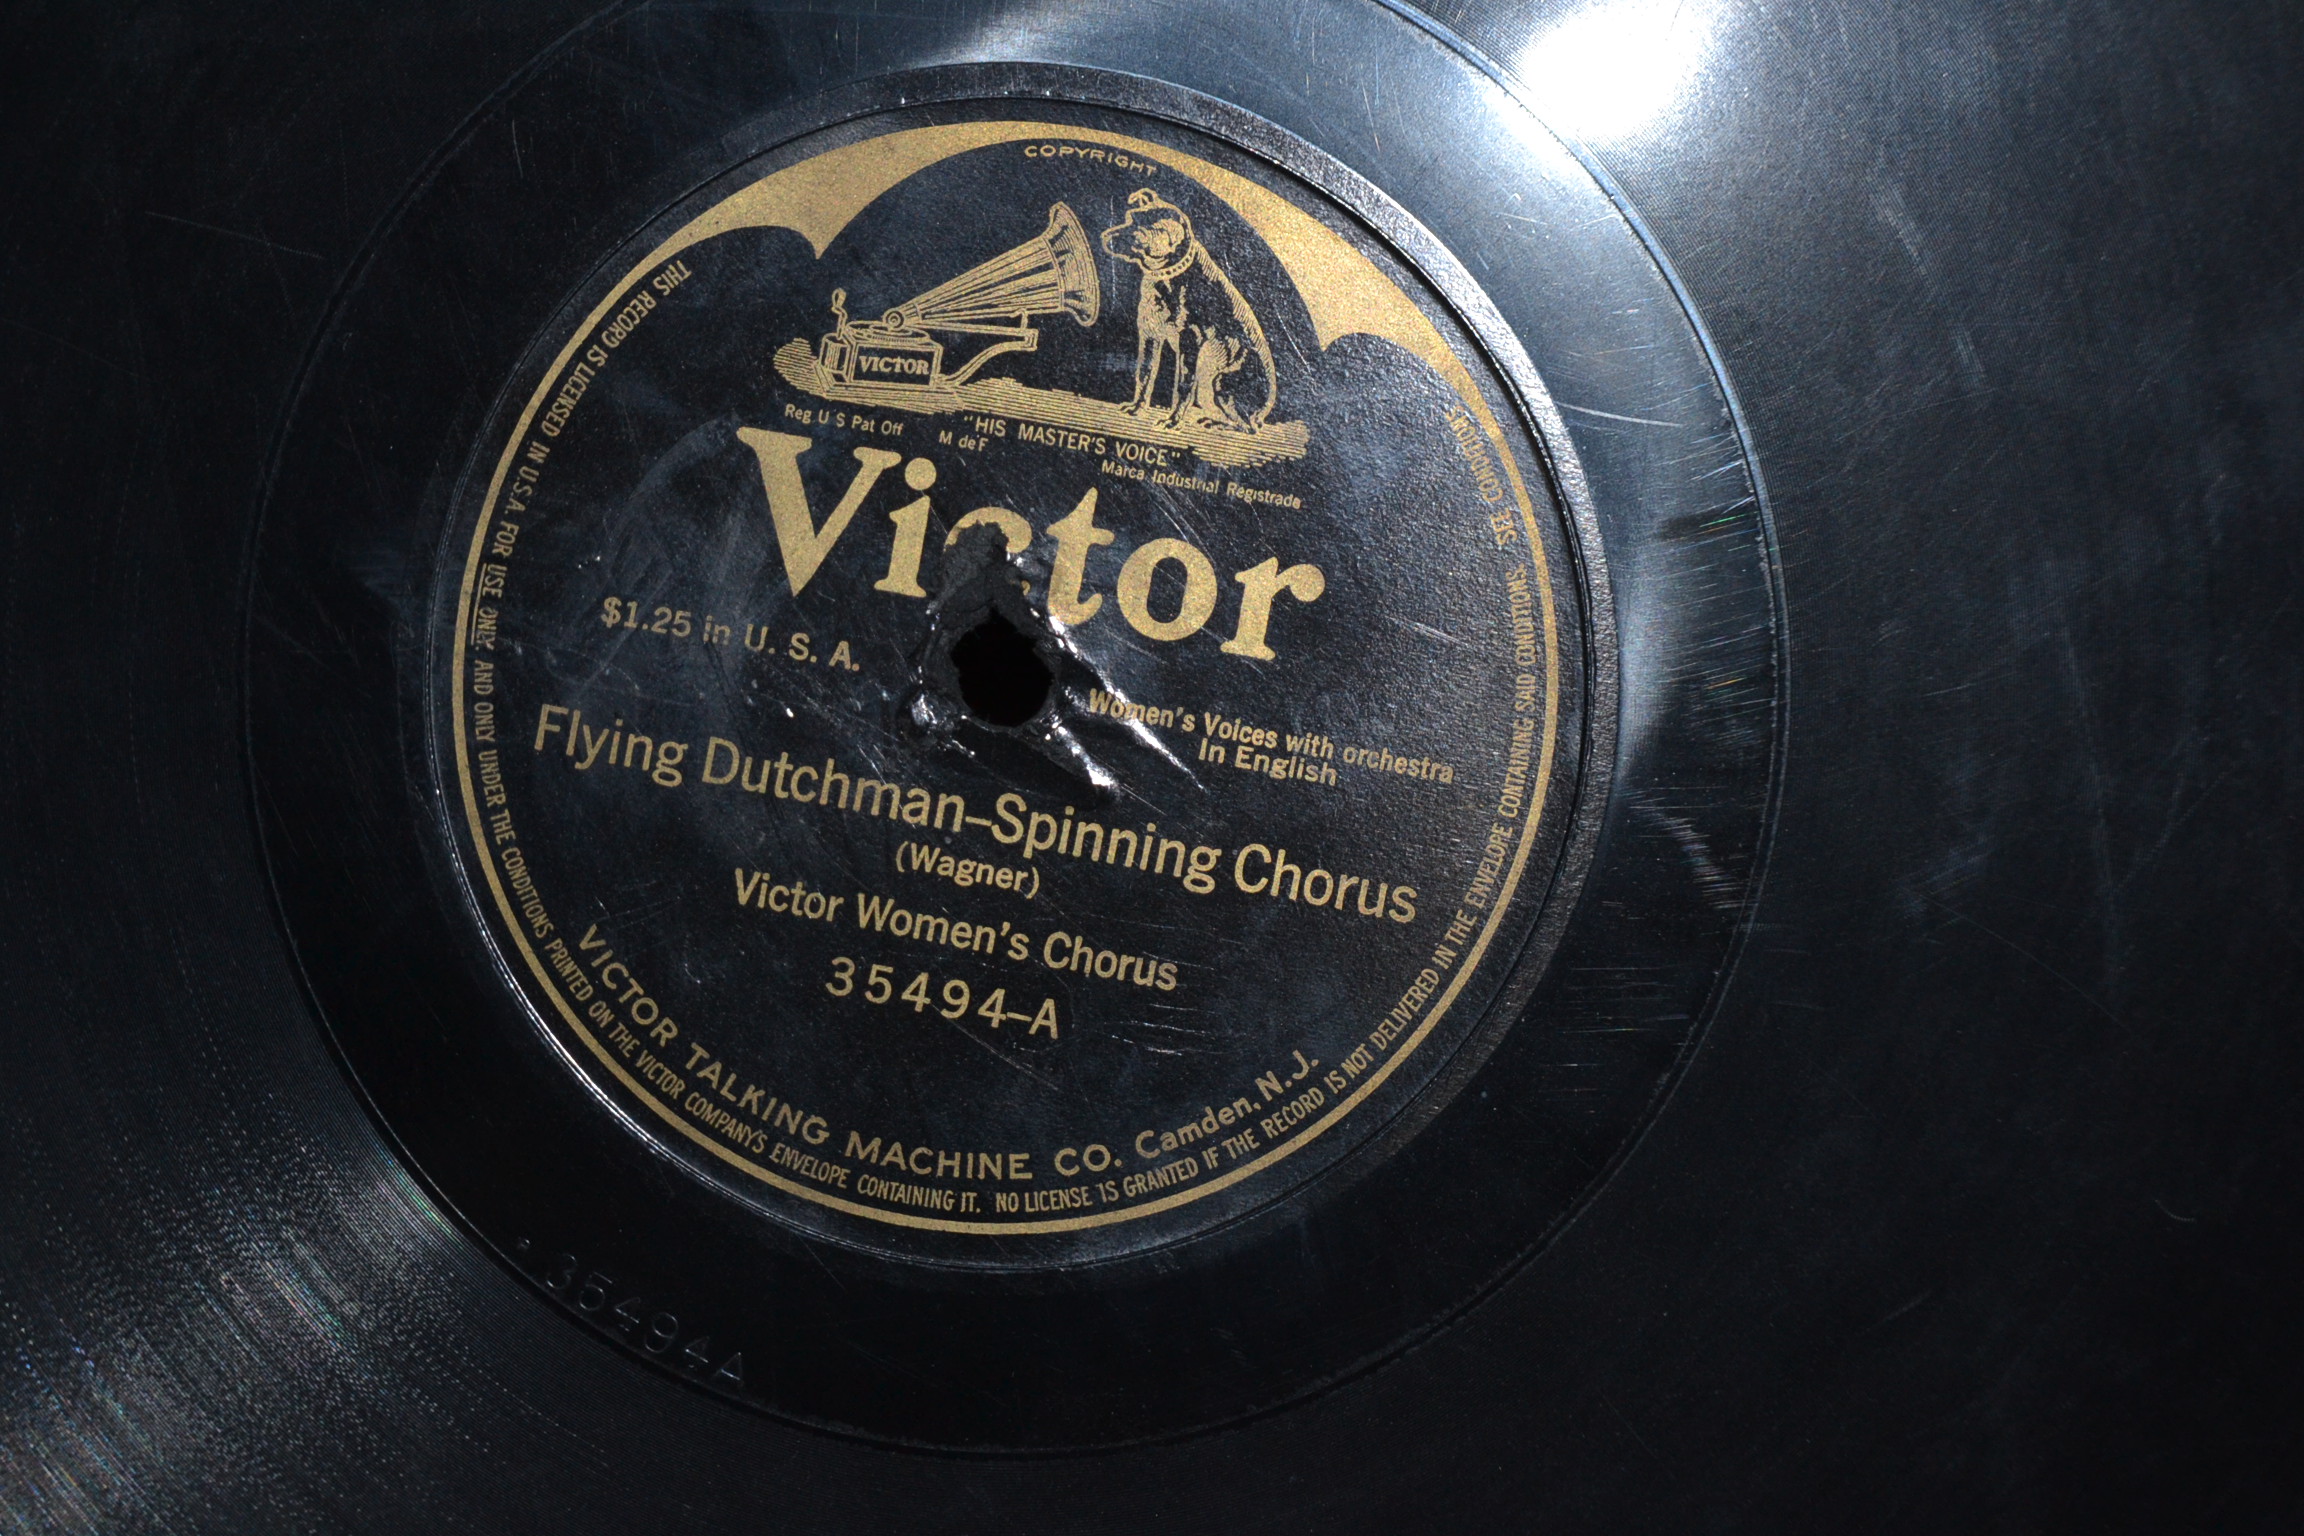 COPYRIGHT
VICTOR
Reg U S Pat Off
M de F
"HIS MASTER'S VOICE"
Marca Industrial Registrada
Victor
$1.25 in U. S. A.
Women's Voices with orchestra
In English
Flying Dutchman–Spinning Chorus
(Wagner)
Victor Women's Chorus
35494–A
VICTOR TALKING MACHINE CO. Camden, N.J.
THIS RECORD IS LICENSED IN U.S.A. FOR USE ONLY, AND ONLY UNDER THE CONDITIONS PRINTED ON THE VICTOR COMPANY'S ENVELOPE CONTAINING IT. NO LICENSE IS GRANTED IF THE RECORD IS NOT DELIVERED IN THE ENVELOPE CONTAINING SAID CONDITIONS. SEE CONDITIONS
35494A